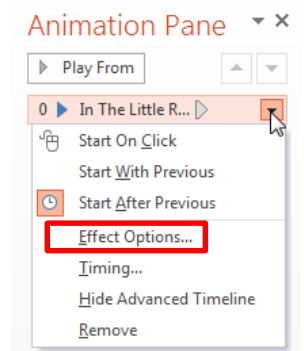 Animation Pane
Play From
0 In The Little R...
Start On Click
Start With Previous
Start After Previous
Effect Options...
Timing...
Hide Advanced Timeline
Remove